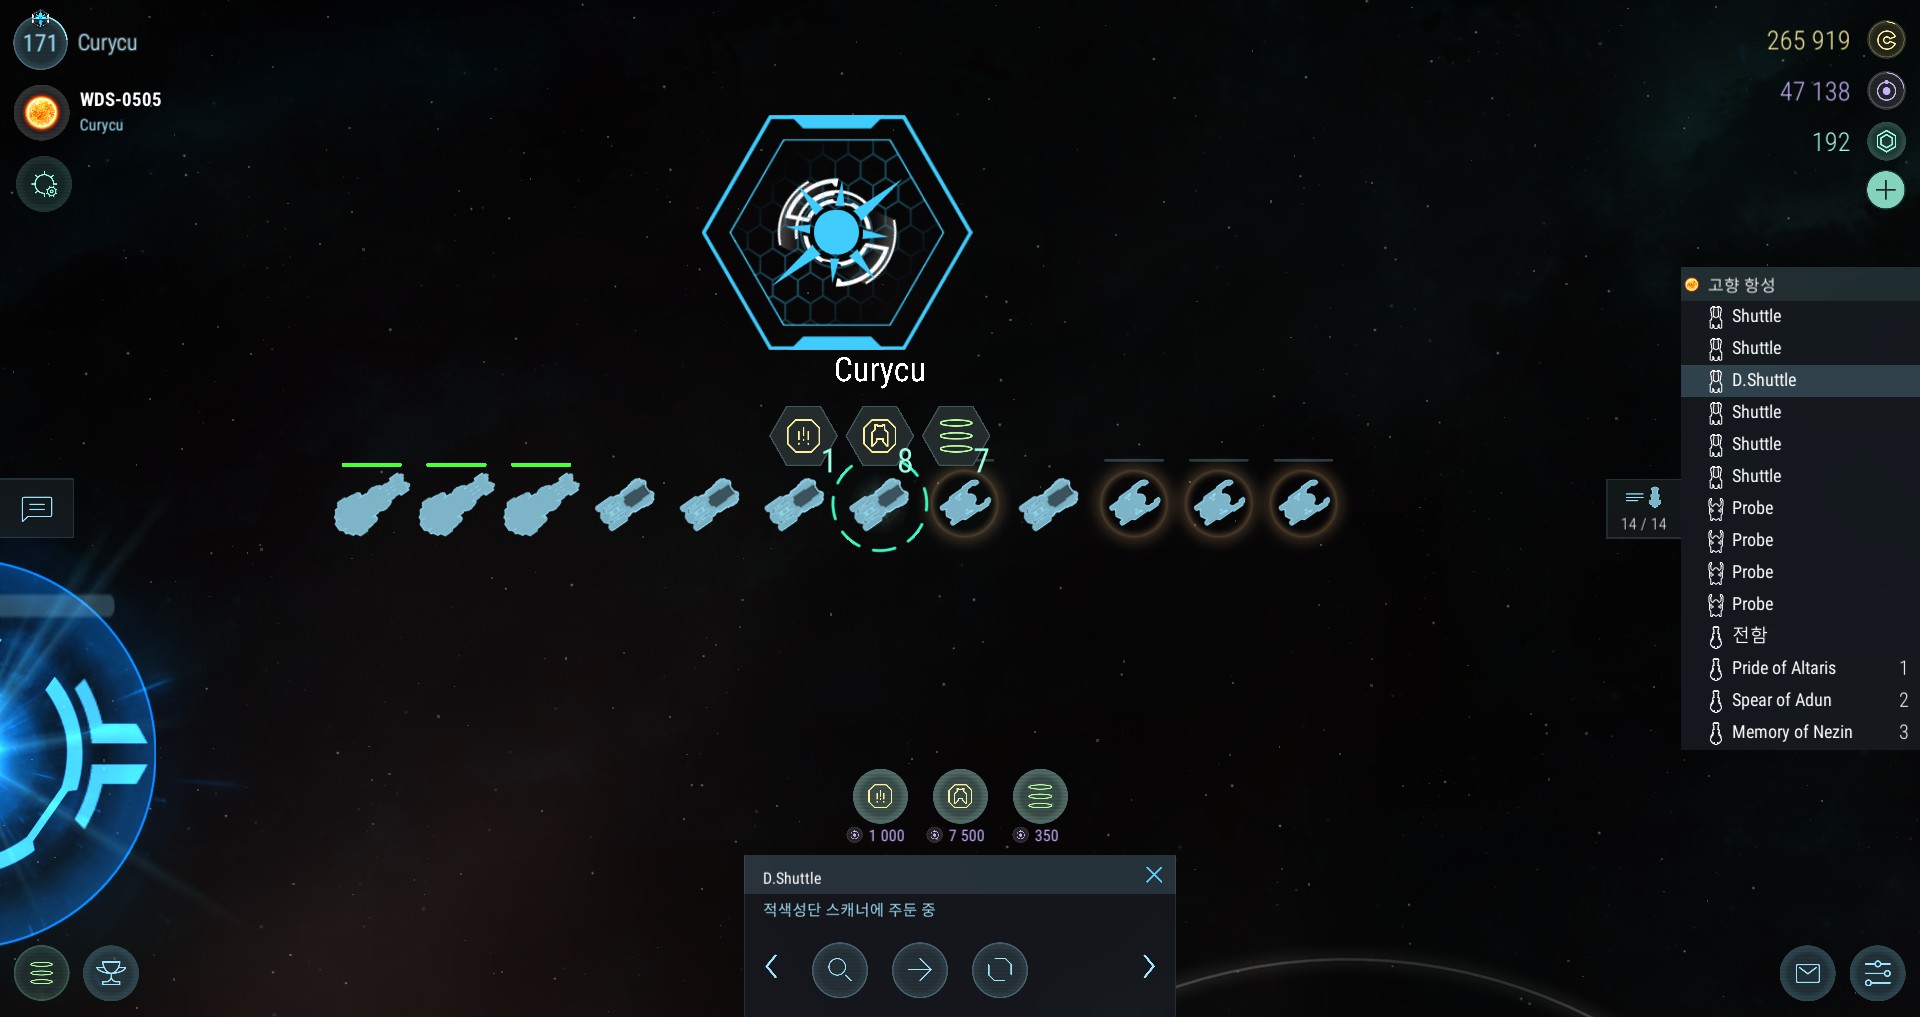 171 Curycu
WDS-0505
Curycu
265 919
47 138
192
Curycu
1
8
7
14 / 14
고향 항성
Shuttle
Shuttle
D.Shuttle
Shuttle
Shuttle
Shuttle
Probe
Probe
Probe
Probe
전함
Pride of Altaris 1
Spear of Adun 2
Memory of Nezin 3
1 000
7 500
350
D.Shuttle
적색성단 스캐너에 주둔 중